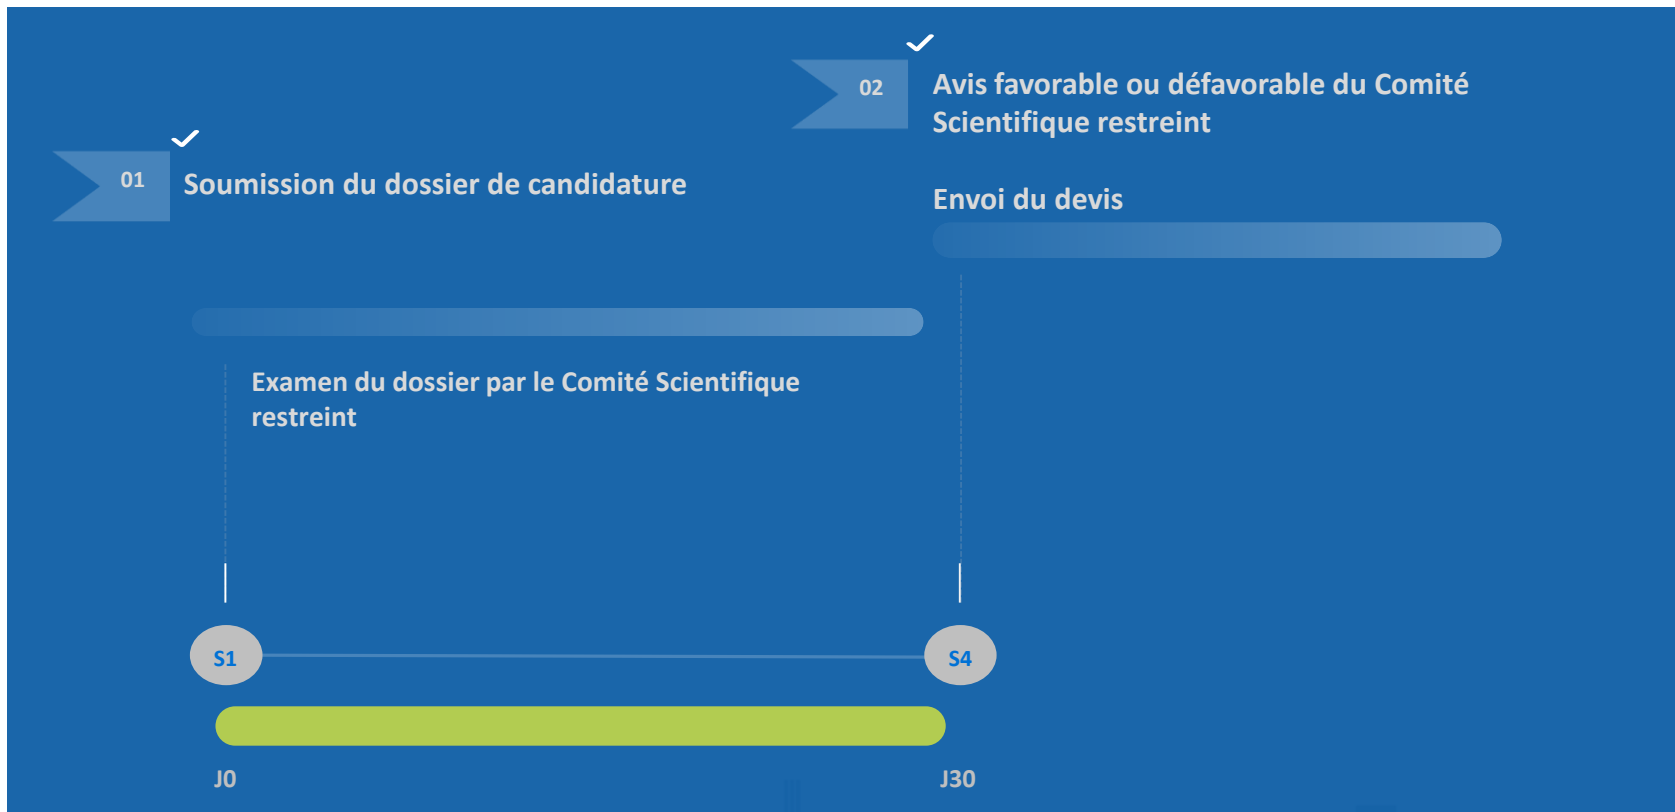 01
Soumission du dossier de candidature
02
Avis favorable ou défavorable du Comité
Scientifique restreint
Envoi du devis
Examen du dossier par le Comité Scientifique
restreint
S1
S4
J0
J30